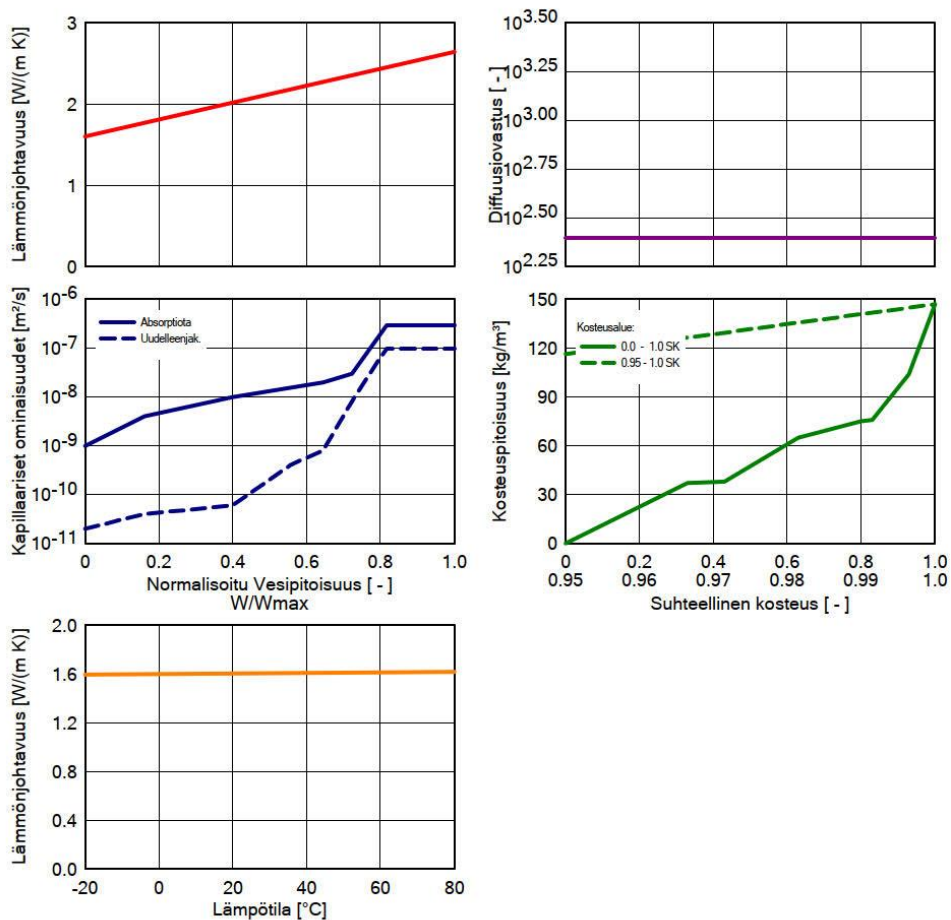 Lämmönjohtavuus [W/(m K)]
3
2
1
0
Diffuusiovastus [ - ]
10^3.50
10^3.25
10^3.00
10^2.75
10^2.50
10^2.25
Kapillaariset ominaisuudet [m²/s]
10^-6
10^-7
10^-8
10^-9
10^-10
10^-11
Absorptiota
Uudelleenjak.
0 0.2 0.4 0.6 0.8 1.0
Normalisoitu Vesipitoisuus [ - ]
W/Wmax
Kosteuspitoisuus [kg/m³]
150
120
90
60
30
0
Kosteusalue:
0.0 - 1.0 SK
0.95 - 1.0 SK
0 0.2 0.4 0.6 0.8 1.0
0.95 0.96 0.97 0.98 0.99 1.0
Suhteellinen kosteus [ - ]
Lämmönjohtavuus [W/(m K)]
2.0
1.6
1.2
0.8
0.4
0.0
-20 0 20 40 60 80
Lämpötila [°C]